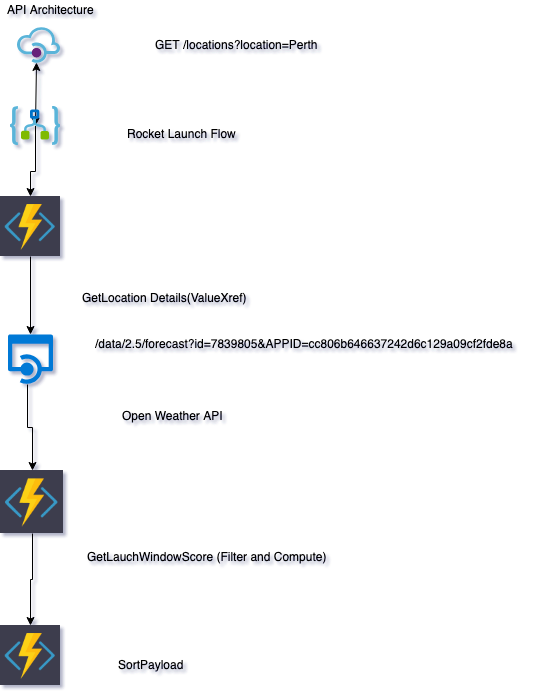 API Architecture
GET /locations?location=Perth
Rocket Launch Flow
GetLocation Details(ValueXref)
/data/2.5/forecast?id=7839805&APPID=cc806b646637242d6c129a09cf2fde8a
Open Weather API
GetLauchWindowScore (Filter and Compute)
SortPayload